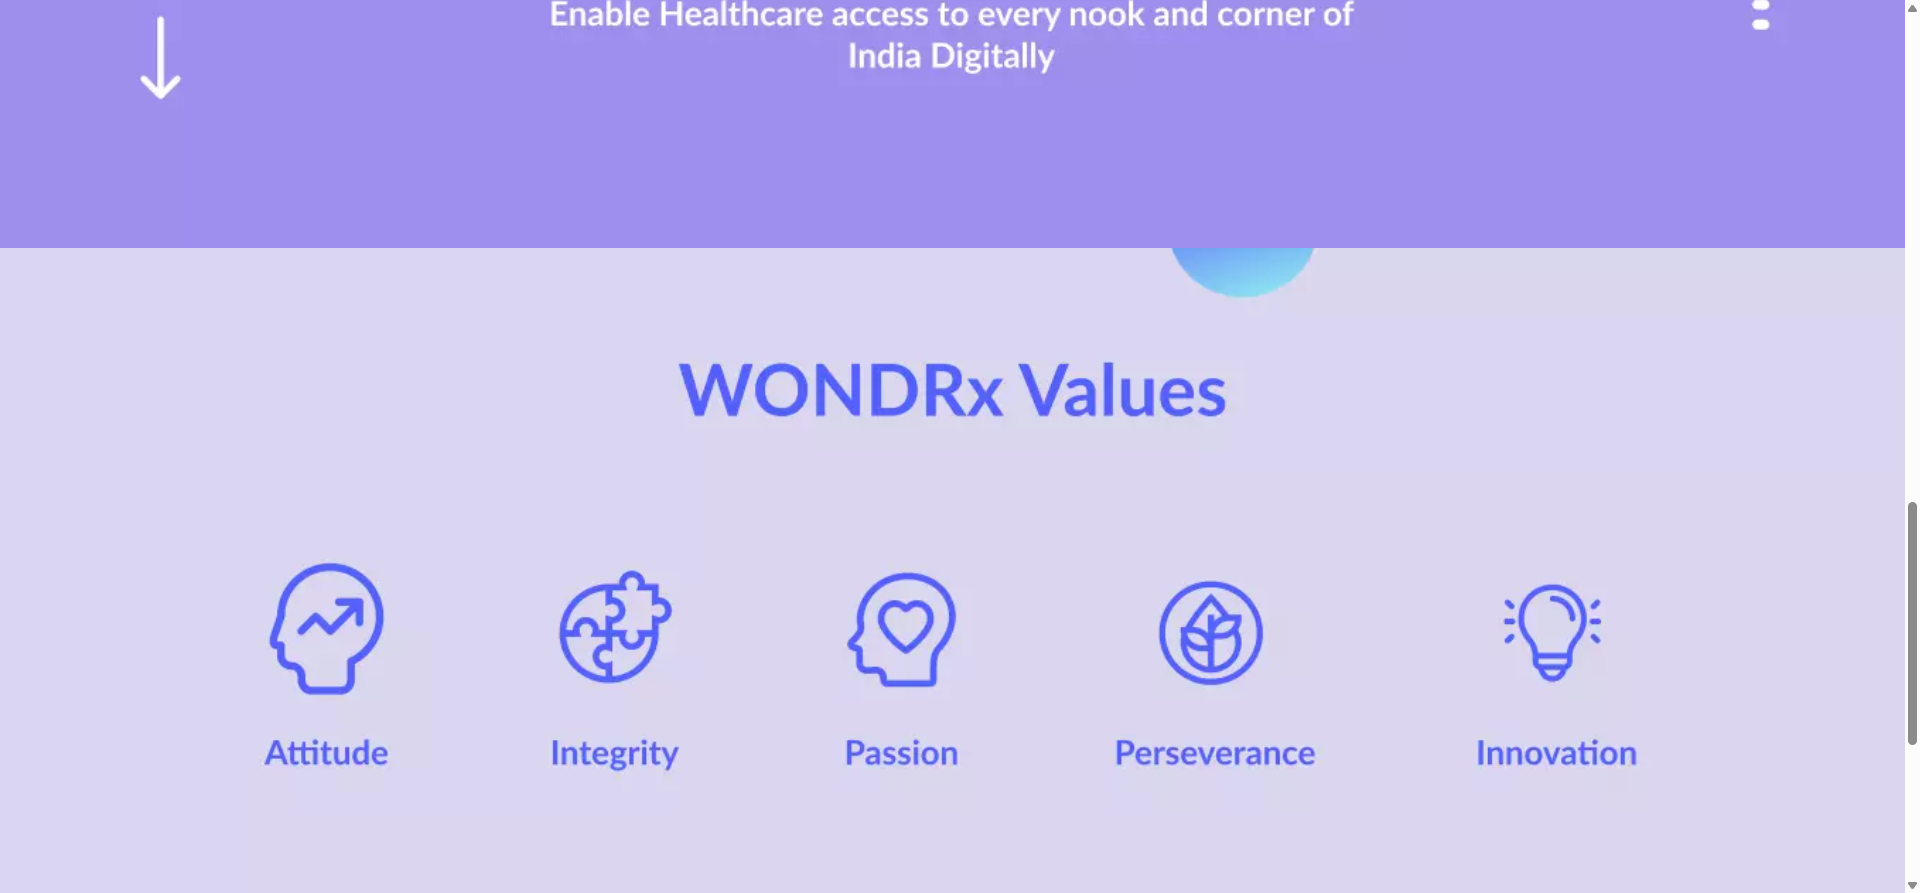 Enable Healthcare access to every nook and corner of
India Digitally
WONDRx Values
Attitude
Integrity
Passion
Perseverance
Innovation